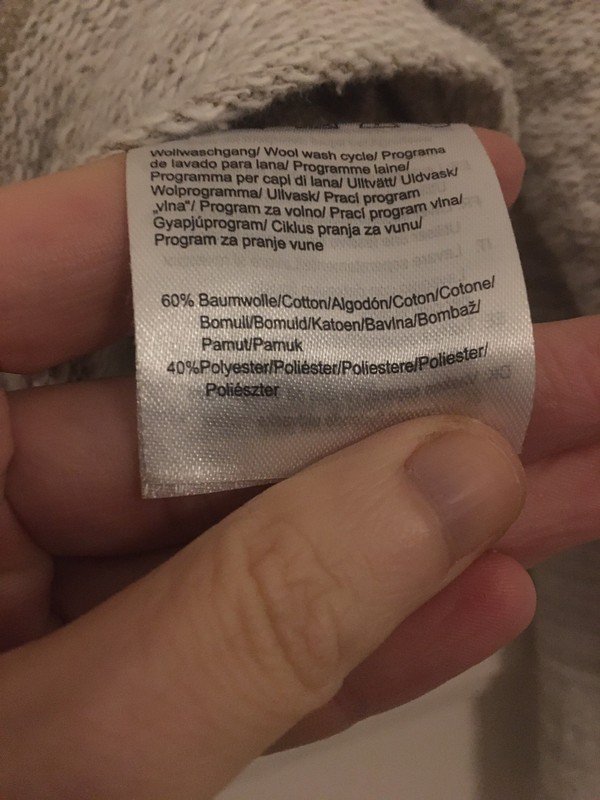 Wollwaschgang/ Wool wash cycle/ Programa
de lavado para lana/ Programme laine/
Programma per capi di lana/ Ulltvätt/ Uldvask/
Wolprogramma/ Ullvask/ Prací program
„vlna“/ Program za volno/ Prací program vlna/
Gyapjúprogram/ Ciklus pranja za vunu/
Program za pranje vune
60% Baumwolle/Cotton/Algodón/Coton/Cotone/
Bomull/Bomuld/Katoen/Bavlna/Bombaž/
Pamut/Pamuk
40%Polyester/Poliéster/Poliestere/Poliester/
Poliészter